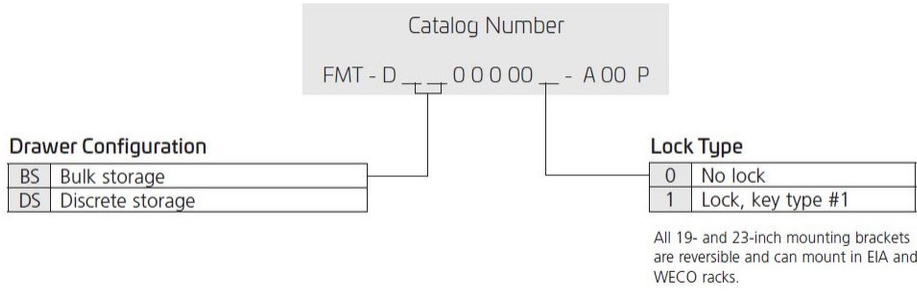 Catalog Number
FMT - D _ _ 0 0 0 00 _ - A 00 P
Drawer Configuration
BS Bulk storage
DS Discrete storage
Lock Type
0 No lock
1 Lock, key type #1
All 19- and 23-inch mounting brackets
are reversible and can mount in EIA and
WECO racks.